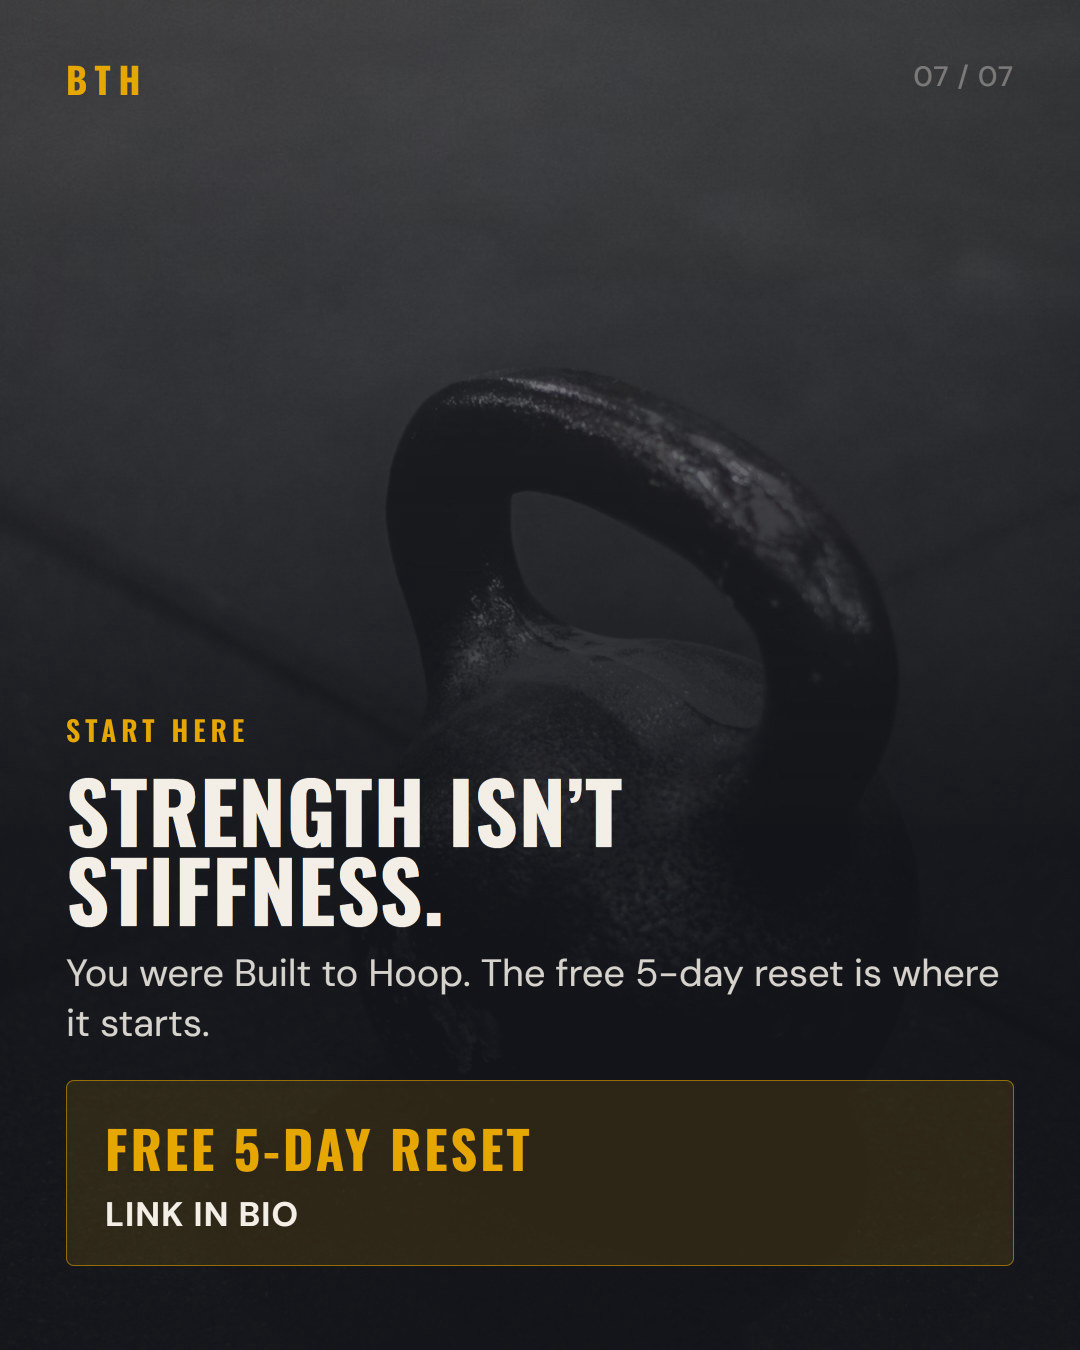 BTH
07 / 07
START HERE
STRENGTH ISN’T
STIFFNESS.
You were Built to Hoop. The free 5-day reset is where
it starts.
FREE 5-DAY RESET
LINK IN BIO